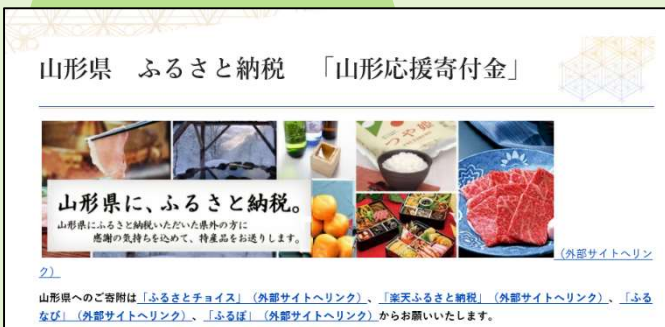 山形県　ふるさと納税　「山形応援寄付金」
つや姫
山形県に、ふるさと納税。
山形県にふるさと納税いただいた県外の方に
感謝の気持ちを込めて、特産品をお送りします。
（外部サイトへリン
ク）
山形県へのご寄附は「ふるさとチョイス」（外部サイトへリンク）、「楽天ふるさと納税」（外部サイトへリンク）、「ふる
なび」（外部サイトへリンク）、「ふるぽ」（外部サイトへリンク）からお願いいたします。